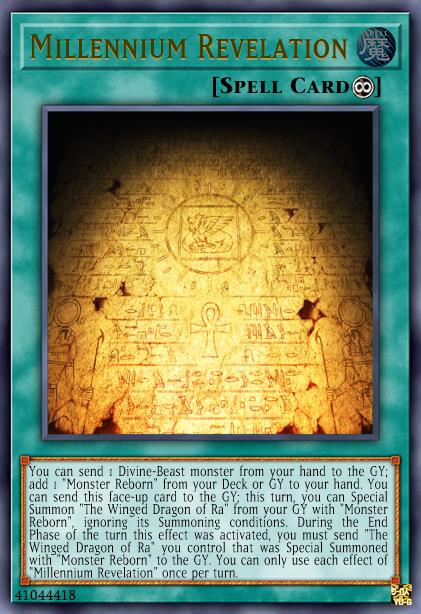 MILLENNIUM REVELATION 魔
[SPELL CARD]
You can send 1 Divine-Beast monster from your hand to the GY;
add 1 "Monster Reborn" from your Deck or GY to your hand. You
can send this face-up card to the GY; this turn, you can Special
Summon "The Winged Dragon of Ra" from your GY with "Monster
Reborn", ignoring its Summoning conditions. During the End
Phase of the turn this effect was activated, you must send "The
Winged Dragon of Ra" you control that was Special Summoned
with "Monster Reborn" to the GY. You can only use each effect of
"Millennium Revelation" once per turn.
41044418